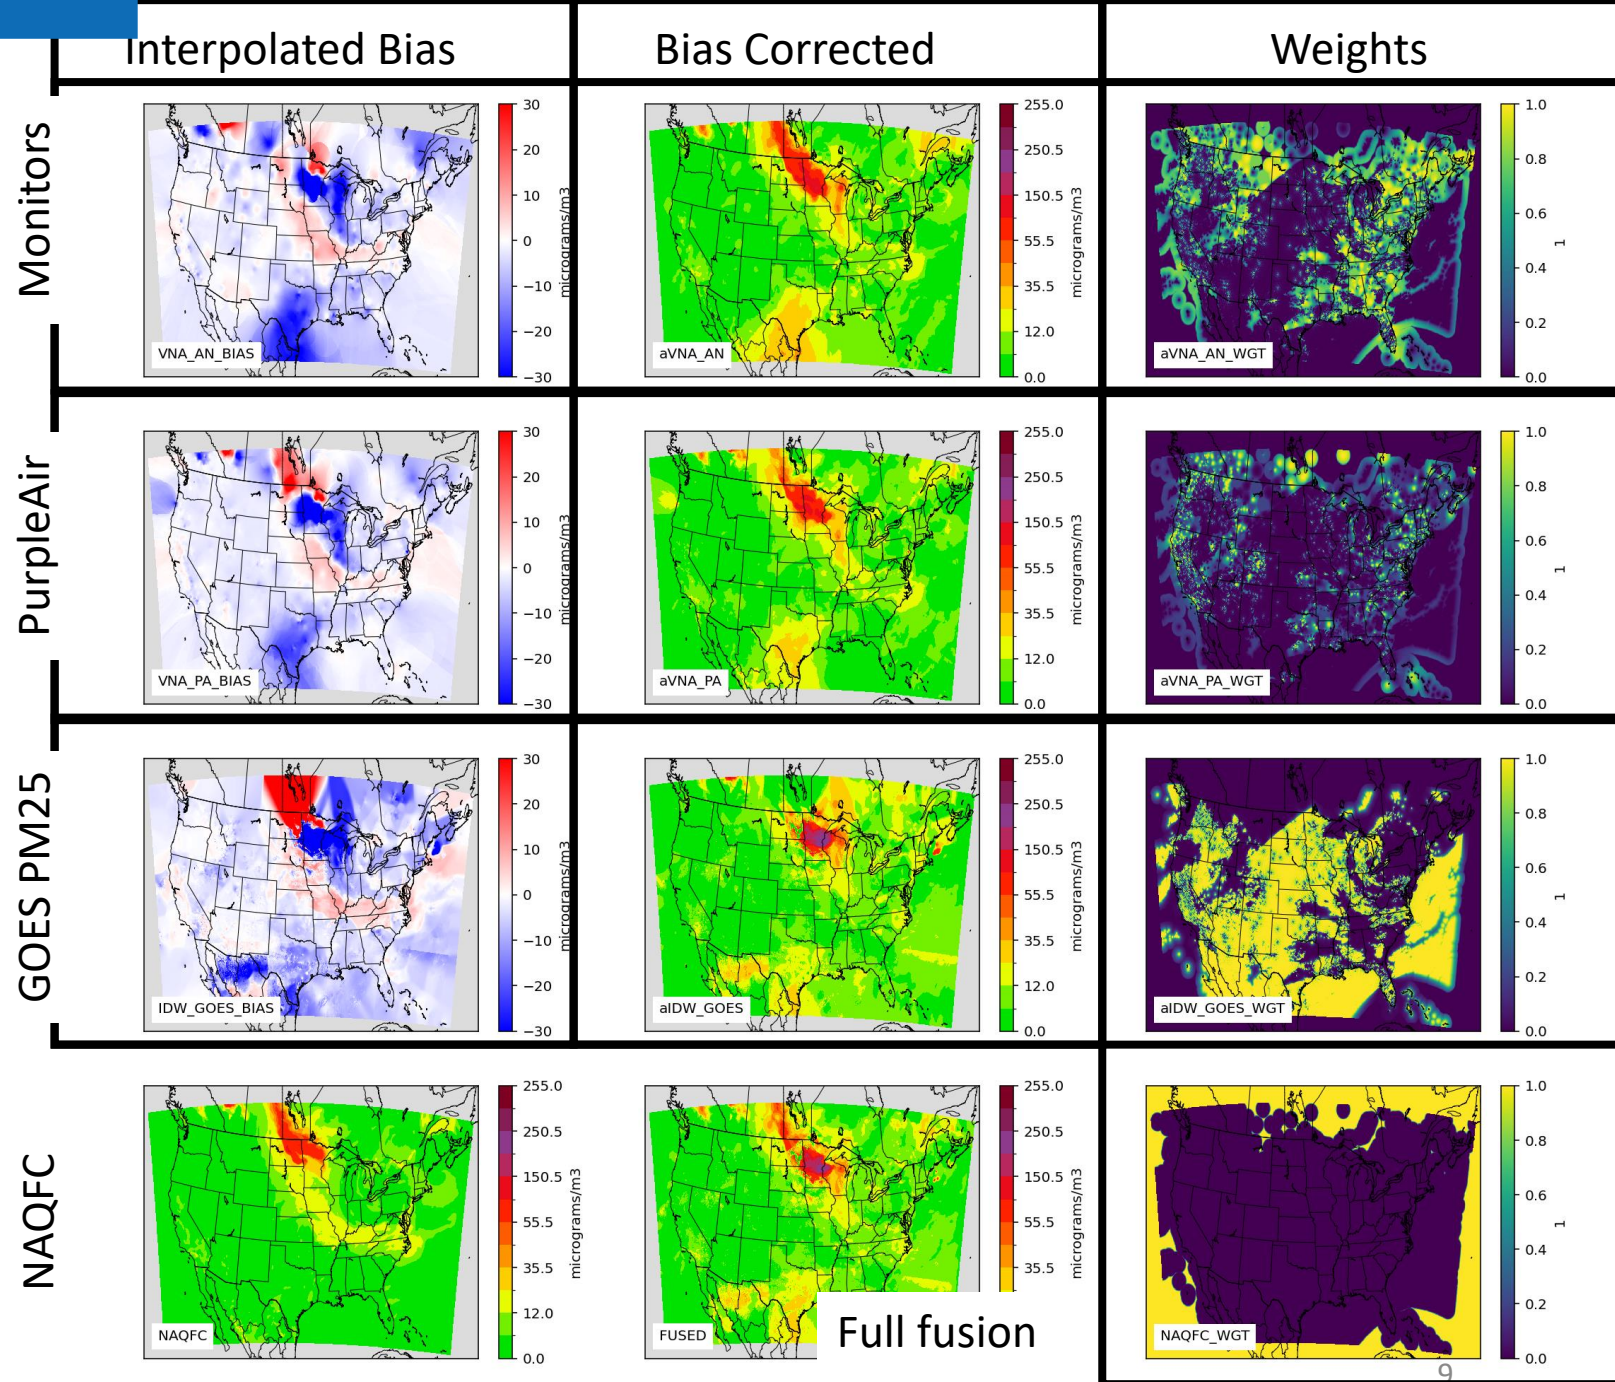 Interpolated Bias
Bias Corrected
Weights
Monitors
30
20
10
0
−10
−20
−30
micrograms/m3
VNA_AN_BIAS
255.0
250.5
150.5
55.5
35.5
12.0
0.0
micrograms/m3
aVNA_AN
1.0
0.8
0.6
0.4
0.2
0.0
1
aVNA_AN_WGT
PurpleAir
30
20
10
0
−10
−20
−30
micrograms/m3
VNA_PA_BIAS
255.0
250.5
150.5
55.5
35.5
12.0
0.0
micrograms/m3
aVNA_PA
1.0
0.8
0.6
0.4
0.2
0.0
1
aVNA_PA_WGT
GOES PM25
30
20
10
0
−10
−20
−30
micrograms/m3
IDW_GOES_BIAS
255.0
250.5
150.5
55.5
35.5
12.0
0.0
micrograms/m3
aIDW_GOES
1.0
0.8
0.6
0.4
0.2
0.0
1
aIDW_GOES_WGT
NAQFC
255.0
250.5
150.5
55.5
35.5
12.0
0.0
micrograms/m3
NAQFC
255.0
250.5
150.5
55.5
35.5
micrograms/m3
FUSED
Full fusion
1.0
0.8
0.6
0.4
0.2
0.0
1
NAQFC_WGT
9